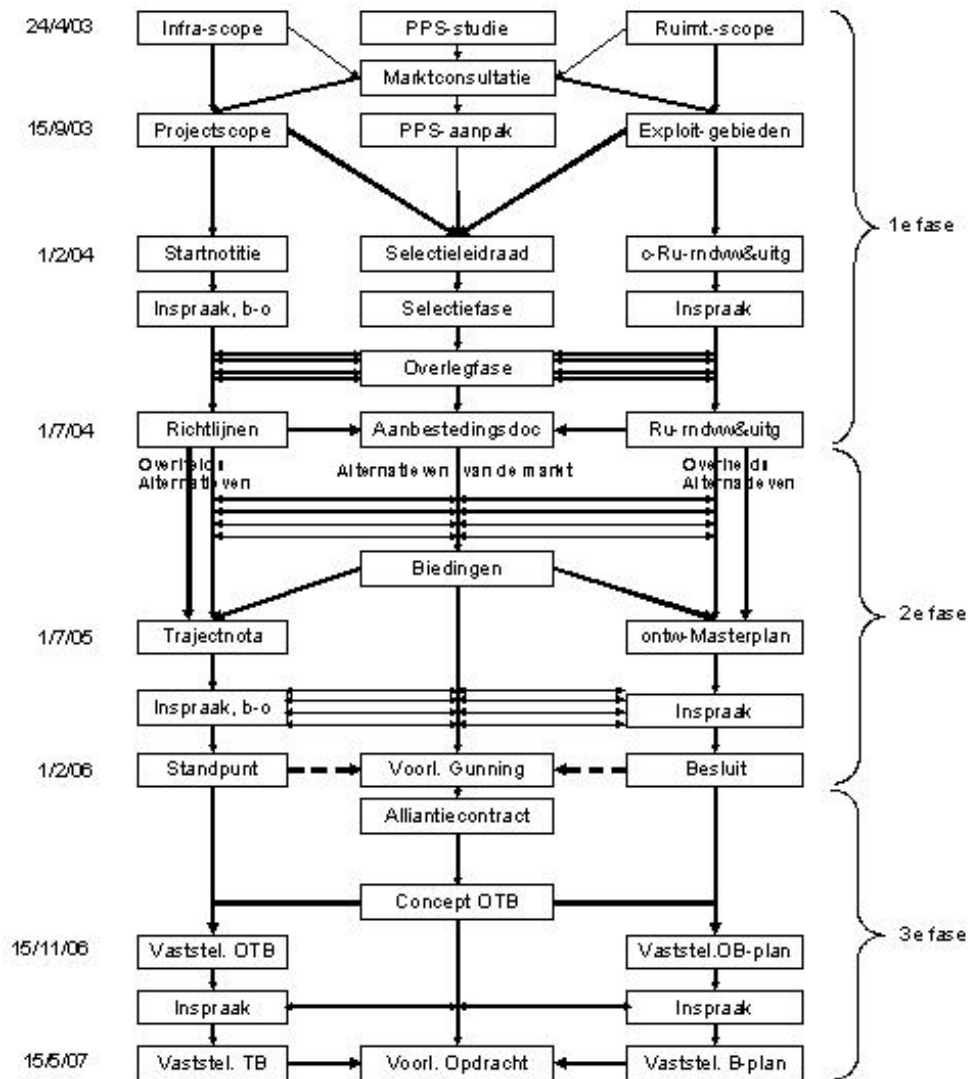 24/4/03 Infra-scope PPS-studie Ruimt.-scope
Marktconsultatie
15/9/03 Projectscope PPS-aanpak Exploit-gebieden
1e fase
1/2/04 Startnotitie Selectieleidraad c-Ru-rndvw&uitg
Inspraak, b-o Selectiefase Inspraak
Overlegfase
1/7/04 Richtlijnen Aanbestedingsdoc Ru-rndvw&uitg
Overheids Alternatieven van de markt Overheids
Alternatieven Alternatieven
Biedingen
2e fase
1/7/05 Trajectnota ontw-Masterplan
Inspraak, b-o Inspraak
1/2/06 Standpunt Voorl. Gunning Besluit
Alliantiecontract
Concept OTB
3e fase
15/11/06 Vaststel. OTB Vaststel.OB-plan
Inspraak Inspraak
15/5/07 Vaststel. TB Voorl. Opdracht Vaststel. B-plan